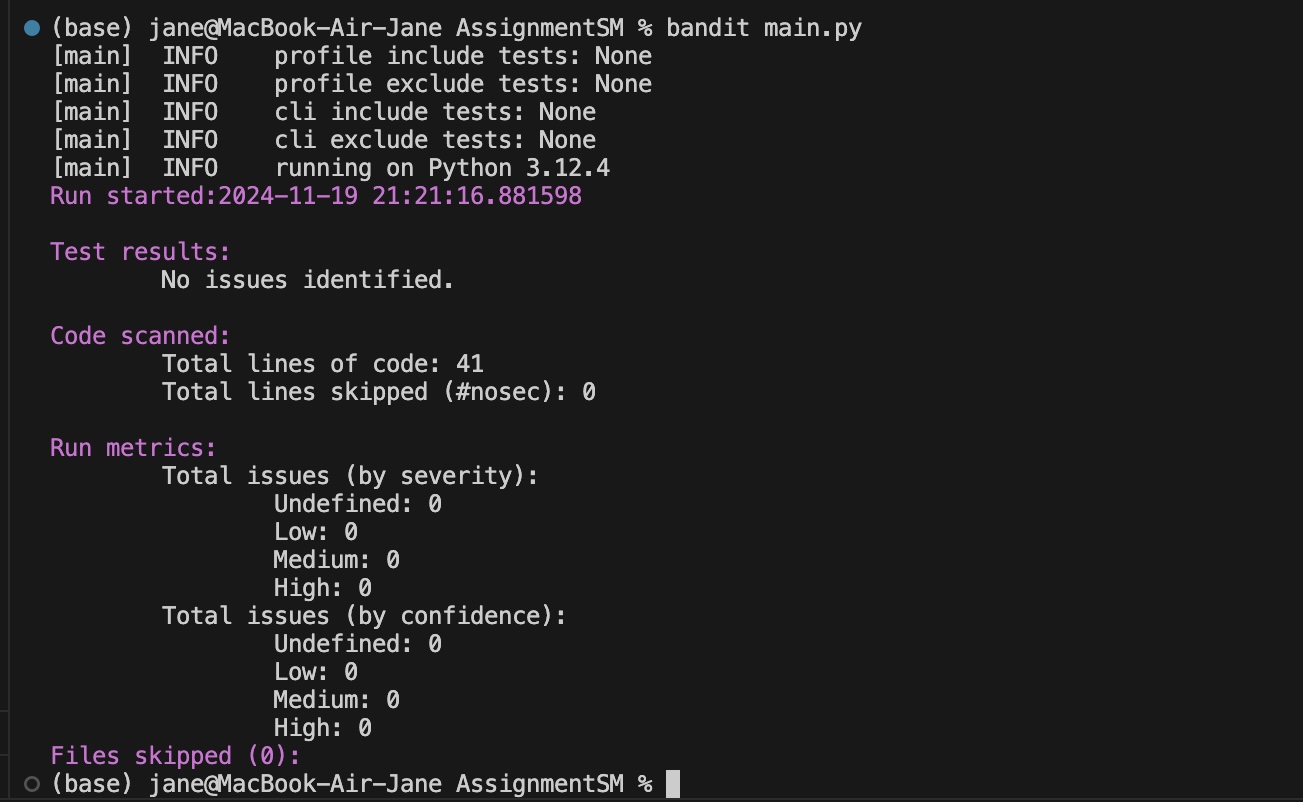 (base) jane@MacBook-Air-Jane AssignmentSM % bandit main.py
[main]  INFO    profile include tests: None
[main]  INFO    profile exclude tests: None
[main]  INFO    cli include tests: None
[main]  INFO    cli exclude tests: None
[main]  INFO    running on Python 3.12.4
Run started:2024-11-19 21:21:16.881598

Test results:
        No issues identified.

Code scanned:
        Total lines of code: 41
        Total lines skipped (#nosec): 0

Run metrics:
        Total issues (by severity):
                Undefined: 0
                Low: 0
                Medium: 0
                High: 0
        Total issues (by confidence):
                Undefined: 0
                Low: 0
                Medium: 0
                High: 0
Files skipped (0):
(base) jane@MacBook-Air-Jane AssignmentSM %